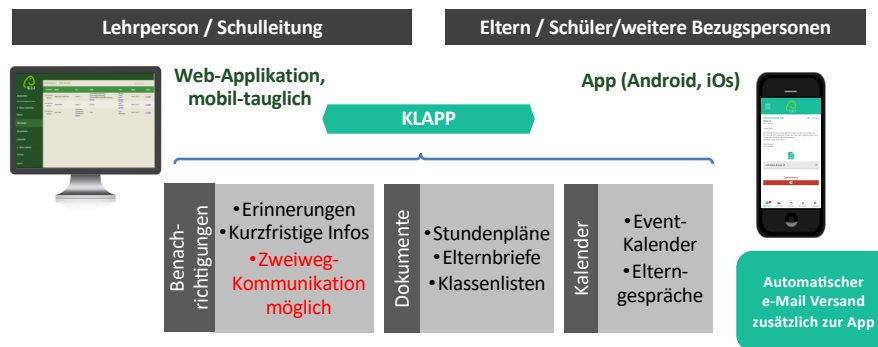 Lehrperson / Schulleitung
Eltern / Schüler/weitere Bezugspersonen
Web-Applikation,
mobil-tauglich
App (Android, iOs)
KLAPP
Benach-
richtigungen
•Erinnerungen
•Kurzfristige Infos
•Zweiweg-
Kommunikation
möglich
Dokumente
•Stundenpläne
•Elternbriefe
•Klassenlisten
Kalender
•Event-
Kalender
•Eltern-
gespräche
Automatischer
e-Mail Versand
zusätzlich zur App